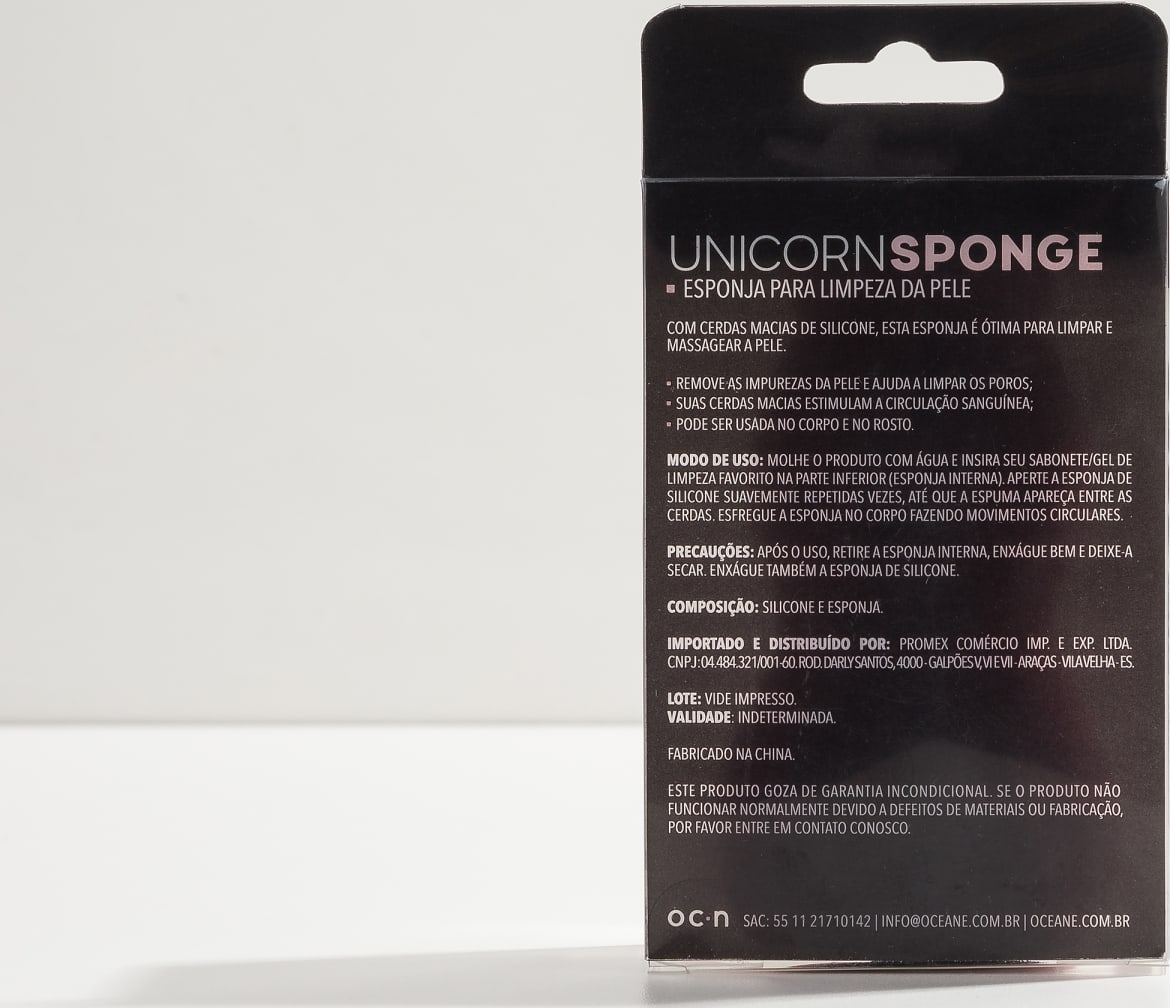 UNICORNSPONGE
▪ ESPONJA PARA LIMPEZA DA PELE
COM CERDAS MACIAS DE SILICONE, ESTA ESPONJA É ÓTIMA PARA LIMPAR E
MASSAGEAR A PELE.
▪ REMOVE AS IMPUREZAS DA PELE E AJUDA A LIMPAR OS POROS;
▪ SUAS CERDAS MACIAS ESTIMULAM A CIRCULAÇÃO SANGUÍNEA;
▪ PODE SER USADA NO CORPO E NO ROSTO.
MODO DE USO: MOLHE O PRODUTO COM ÁGUA E INSIRA SEU SABONETE/GEL DE
LIMPEZA FAVORITO NA PARTE INFERIOR (ESPONJA INTERNA). APERTE A ESPONJA DE
SILICONE SUAVEMENTE REPETIDAS VEZES, ATÉ QUE A ESPUMA APAREÇA ENTRE AS
CERDAS. ESFREGUE A ESPONJA NO CORPO FAZENDO MOVIMENTOS CIRCULARES.
PRECAUÇÕES: APÓS O USO, RETIRE A ESPONJA INTERNA, ENXÁGUE BEM E DEIXE-A
SECAR. ENXÁGUE TAMBÉM A ESPONJA DE SILICONE.
COMPOSIÇÃO: SILICONE E ESPONJA.
IMPORTADO E DISTRIBUÍDO POR: PROMEX COMÉRCIO IMP. E EXP. LTDA.
CNPJ: 04.484.321/001-60. ROD. DARLY SANTOS, 4000 - GALPÕES V, VI E VII - ARAÇAS - VILA VELHA - ES.
LOTE: VIDE IMPRESSO.
VALIDADE: INDETERMINADA.
FABRICADO NA CHINA.
ESTE PRODUTO GOZA DE GARANTIA INCONDICIONAL. SE O PRODUTO NÃO
FUNCIONAR NORMALMENTE DEVIDO A DEFEITOS DE MATERIAIS OU FABRICAÇÃO,
POR FAVOR ENTRE EM CONTATO CONOSCO.
oc·n SAC: 55 11 21710142 | INFO@OCEANE.COM.BR | OCEANE.COM.BR